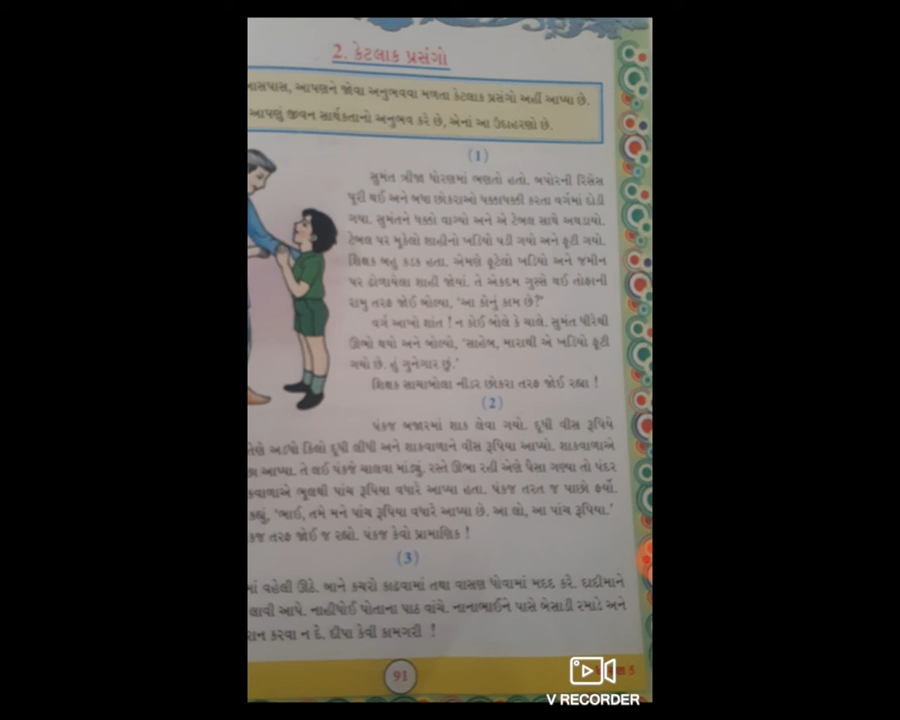 2. કેટલાક પ્રસંગો
આસપાસ, આપણને જોવા અનુભવવા મળતા કેટલાક પ્રસંગો અહીં આપ્યા છે.
આપણું જીવન સાર્થકતાનો અનુભવ કરે છે, એનાં આ ઉદાહરણો છે.
(1)
સુમંત ત્રીજા ધોરણમાં ભણતો હતો. બપોરની રિસેસ
પૂરી થઈ અને બધા છોકરાઓ ધક્કાધક્કી કરતા વર્ગમાં દોડી
ગયા. સુમંતને ધક્કો વાગ્યો અને એ ટેબલ સાથે અથડાયો.
ટેબલ પર મૂકેલો શાહીનો ખડિયો પડી ગયો અને ફૂટી ગયો.
શિક્ષક બહુ કડક હતા. એમણે ફૂટેલો ખડિયો અને જમીન
પર ઢોળાયેલા શાહી જોયાં. તે એકદમ ગુસ્સે થઈ તોફાની
રામુ તરફ જોઈ બોલ્યા, 'આ કોનું કામ છે?'
વર્ગ આખો શાંત ! ન કોઈ બોલે કે ચાલે. સુમંત ધીરેથી
ઊભો થયો અને બોલ્યો, 'સાહેબ, મારાથી એ ખડિયો ફૂટી
ગયો છે. હું ગુનેગાર છું.'
શિક્ષક સાચાબોલા નીડર છોકરા તરફ જોઈ રહ્યા !
(2)
પંકજ બજારમાં શાક લેવા ગયો. દૂધી વીસ રૂપિયે
તેણે અડધો કિલો દૂધી લીધી અને શાકવાળાને વીસ રૂપિયા આપ્યો. શાકવાળાએ
આપ્યા. તે લઈ પંકજે ચાલવા માંડ્યું. રસ્તે ઊભા રહી એણે પૈસા ગણ્યા તો પંદર
કવાળાએ ભુલથી પાંચ રૂપિયા વધારે આપ્યા હતા. પંકજ તરત જ પાછો ફર્યો.
કહ્યું, 'ભાઈ, તમે મને પાંચ રૂપિયા વધારે આપ્યા છે. આ લો, આ પાંચ રૂપિયા.'
કજ તરફ જોઈ જ રહ્યો. પંકજ કેવો પ્રામાણિક !
(3)
માં વહેલી ઊઠે. બાને કચરો કાઢવામાં તથા વાસણ ધોવામાં મદદ કરે. દાદીમાને
લાવી આપે. નાહીધોઈ પોતાના પાઠ વાંચે. નાનાભાઈને પાસે બેસાડી રમાડે અને
રાન કરવા ન દે. દીપા કેવી કામગરી !
91
5
V RECORDER